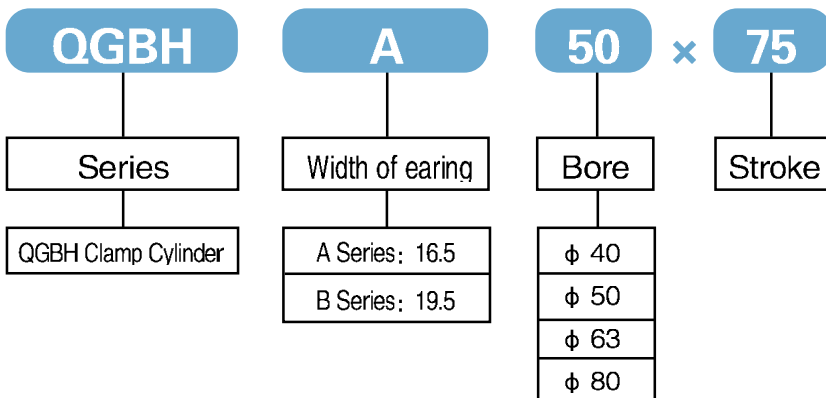 QGBH A 50 × 75
Series Width of earing Bore Stroke
QGBH Clamp Cylinder A Series: 16.5 φ 40
B Series: 19.5 φ 50
φ 63
φ 80